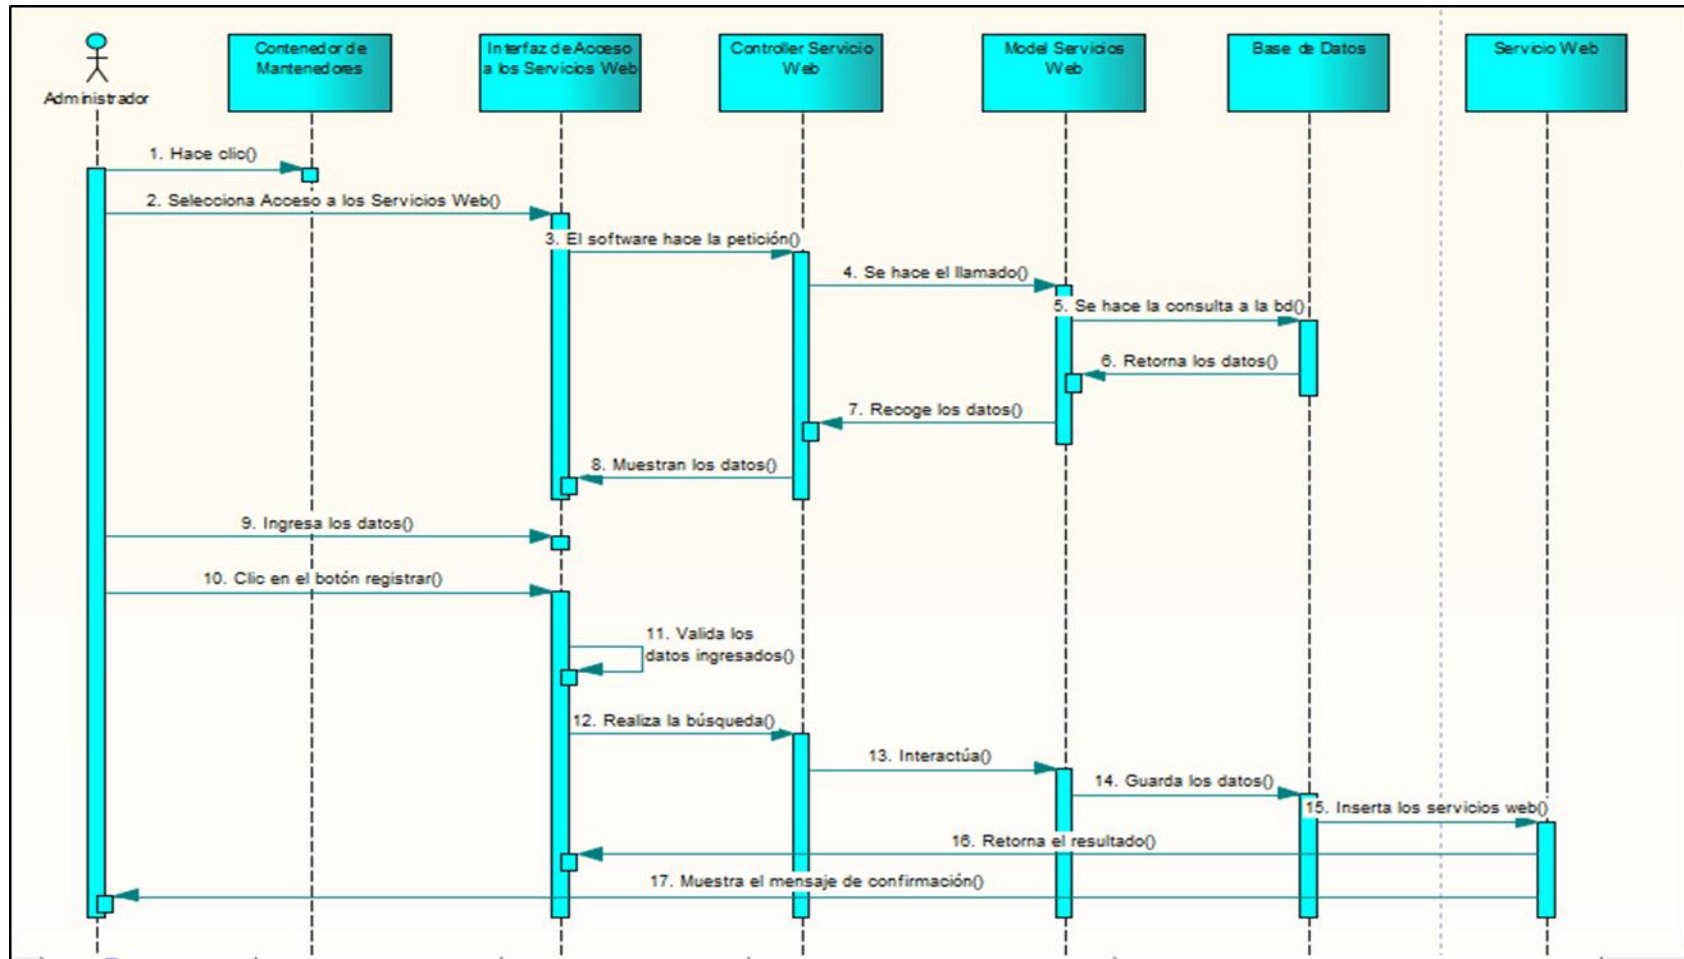 Administrador
Contenedor de
Mantenedores
Interfaz de Acceso
a los Servicios Web
Controller Servicio
Web
Model Servicios
Web
Base de Datos
Servicio Web
1. Hace clic()
2. Selecciona Acceso a los Servicios Web()
3. El software hace la petición()
4. Se hace el llamado()
5. Se hace la consulta a la bd()
6. Retorna los datos()
7. Recoge los datos()
8. Muestran los datos()
9. Ingresa los datos()
10. Clic en el botón registrar()
11. Valida los
datos ingresados()
12. Realiza la búsqueda()
13. Interactúa()
14. Guarda los datos()
15. Inserta los servicios web()
16. Retorna el resultado()
17. Muestra el mensaje de confirmación()